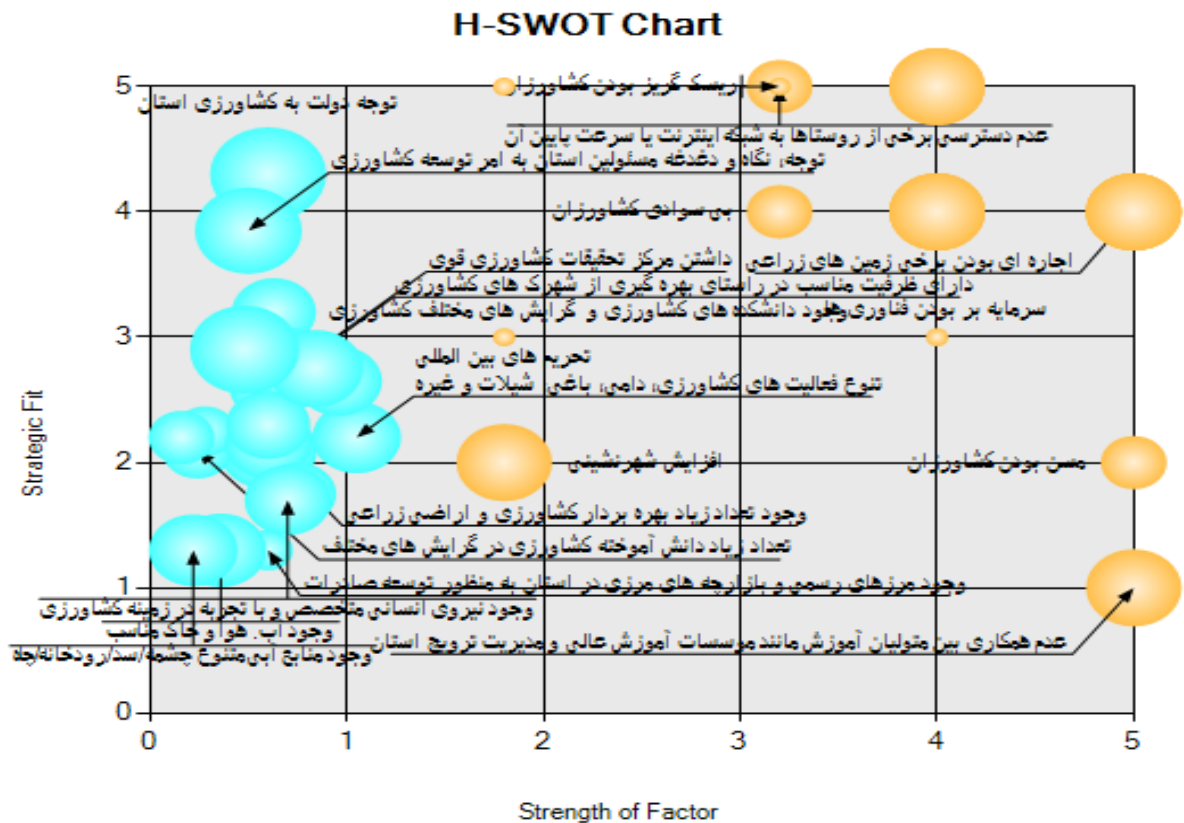 H-SWOT Chart
5
ریسک گریز بودن کشاورزان
توجه دولت به کشاورزی استان
عدم دسترسی برخی از روستاها به شبکه اینترنت یا سرعت پایین آن
توجه، نگاه و دغدغه مسئولین استان به امر توسعه کشاورزی
4
بی سوادی کشاورزان
داشتن مرکز تحقیقات کشاورزی قوی
اجاره ای بودن برخی زمین های زراعی
دارای ظرفیت مناسب در راستای بهره گیری از شهرک های کشاورزی
سرمایه بر بودن فناوری ها
وجود دانشکده های کشاورزی و گرایش های مختلف کشاورزی
3
تحریم های بین المللی
تنوع فعالیت های کشاورزی، دامی، باغی شیلات و غیره
Strategic Fit
2
افزایش شهرنشینی
مسن بودن کشاورزان
وجود تعداد زیاد بهره بردار کشاورزی و اراضی زراعی
تعداد زیاد دانش آموخته کشاورزی در گرایش های مختلف
1
وجود مرزهای رسمی و بازارچه های مرزی در استان به منظور توسعه صادرات
وجود نیروی انسانی متخصص و با تجربه در زمینه کشاورزی
وجود آب. هوا و خاک مناسب
عدم همکاری بین متولیان آموزش مانند موسسات آموزش عالی و مدیریت ترویج استان
وجود منابع آبی متنوع چشمه/سد/رودخانه/چاه
0
0 1 2 3 4 5
Strength of Factor